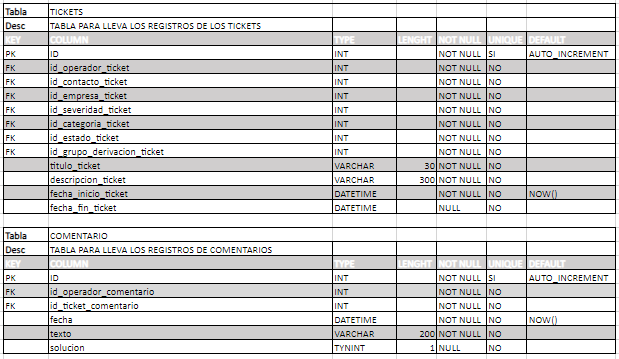 Tabla TICKETS
Desc TABLA PARA LLEVA LOS REGISTROS DE LOS TICKETS
KEY COLUMN TYPE LENGHT NOT NULL UNIQUE DEFAULT
PK ID INT NOT NULL SI AUTO_INCREMENT
FK id_operador_ticket INT NOT NULL NO
FK id_contacto_ticket INT NOT NULL NO
FK id_empresa_ticket INT NOT NULL NO
FK id_severidad_ticket INT NOT NULL NO
FK id_categoria_ticket INT NOT NULL NO
FK id_estado_ticket INT NOT NULL NO
FK id_grupo_derivacion_ticket INT NOT NULL NO
titulo_ticket VARCHAR 30 NOT NULL NO
descripcion_ticket VARCHAR 300 NOT NULL NO
fecha_inicio_ticket DATETIME NOT NULL NO NOW()
fecha_fin_ticket DATETIME NULL NO
Tabla COMENTARIO
Desc TABLA PARA LLEVA LOS REGISTROS DE COMENTARIOS
KEY COLUMN TYPE LENGHT NOT NULL UNIQUE DEFAULT
PK ID INT NOT NULL SI AUTO_INCREMENT
FK id_operador_comentario INT NOT NULL NO
FK id_ticket_comentario INT NOT NULL NO
fecha DATETIME NOT NULL NO NOW()
texto VARCHAR 200 NOT NULL NO
solucion TYNINT 1 NULL NO